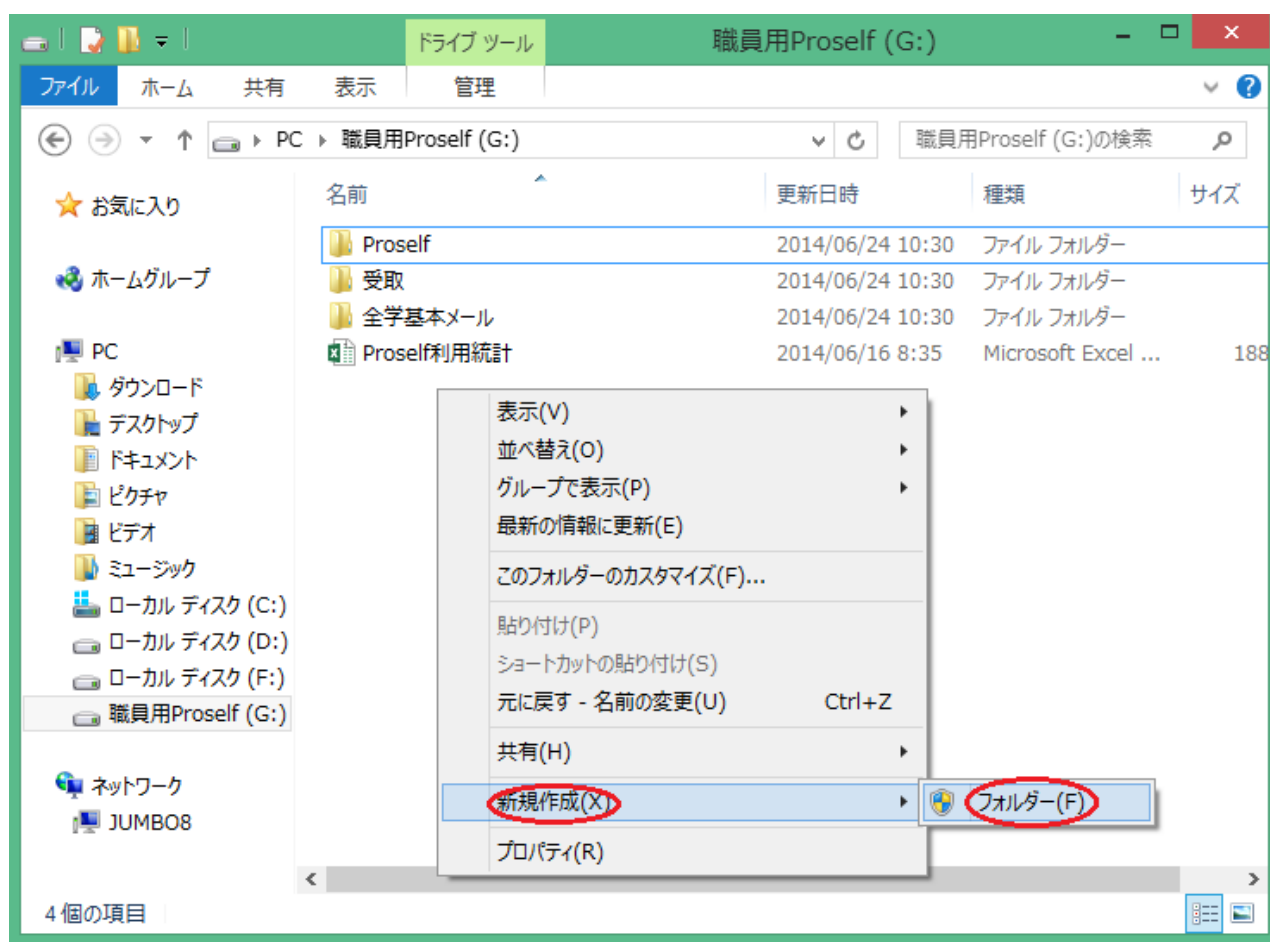 ドライブ ツール
職員用Proself (G:)
ファイル ホーム 共有 表示 管理
PC 職員用Proself (G:)
職員用Proself (G:)の検索
お気に入り
ホームグループ
PC
ダウンロード
デスクトップ
ドキュメント
ピクチャ
ビデオ
ミュージック
ローカル ディスク (C:)
ローカル ディスク (D:)
ローカル ディスク (F:)
職員用Proself (G:)
ネットワーク
JUMBO8
名前 更新日時 種類 サイズ
Proself 2014/06/24 10:30 ファイル フォルダー
受取 2014/06/24 10:30 ファイル フォルダー
全学基本メール 2014/06/24 10:30 ファイル フォルダー
Proself利用統計 2014/06/16 8:35 Microsoft Excel ... 188
表示(V)
並べ替え(O)
グループで表示(P)
最新の情報に更新(E)
このフォルダーのカスタマイズ(F)...
貼り付け(P)
ショートカットの貼り付け(S)
元に戻す - 名前の変更(U) Ctrl+Z
共有(H)
新規作成(X)
フォルダー(F)
プロパティ(R)
4 個の項目